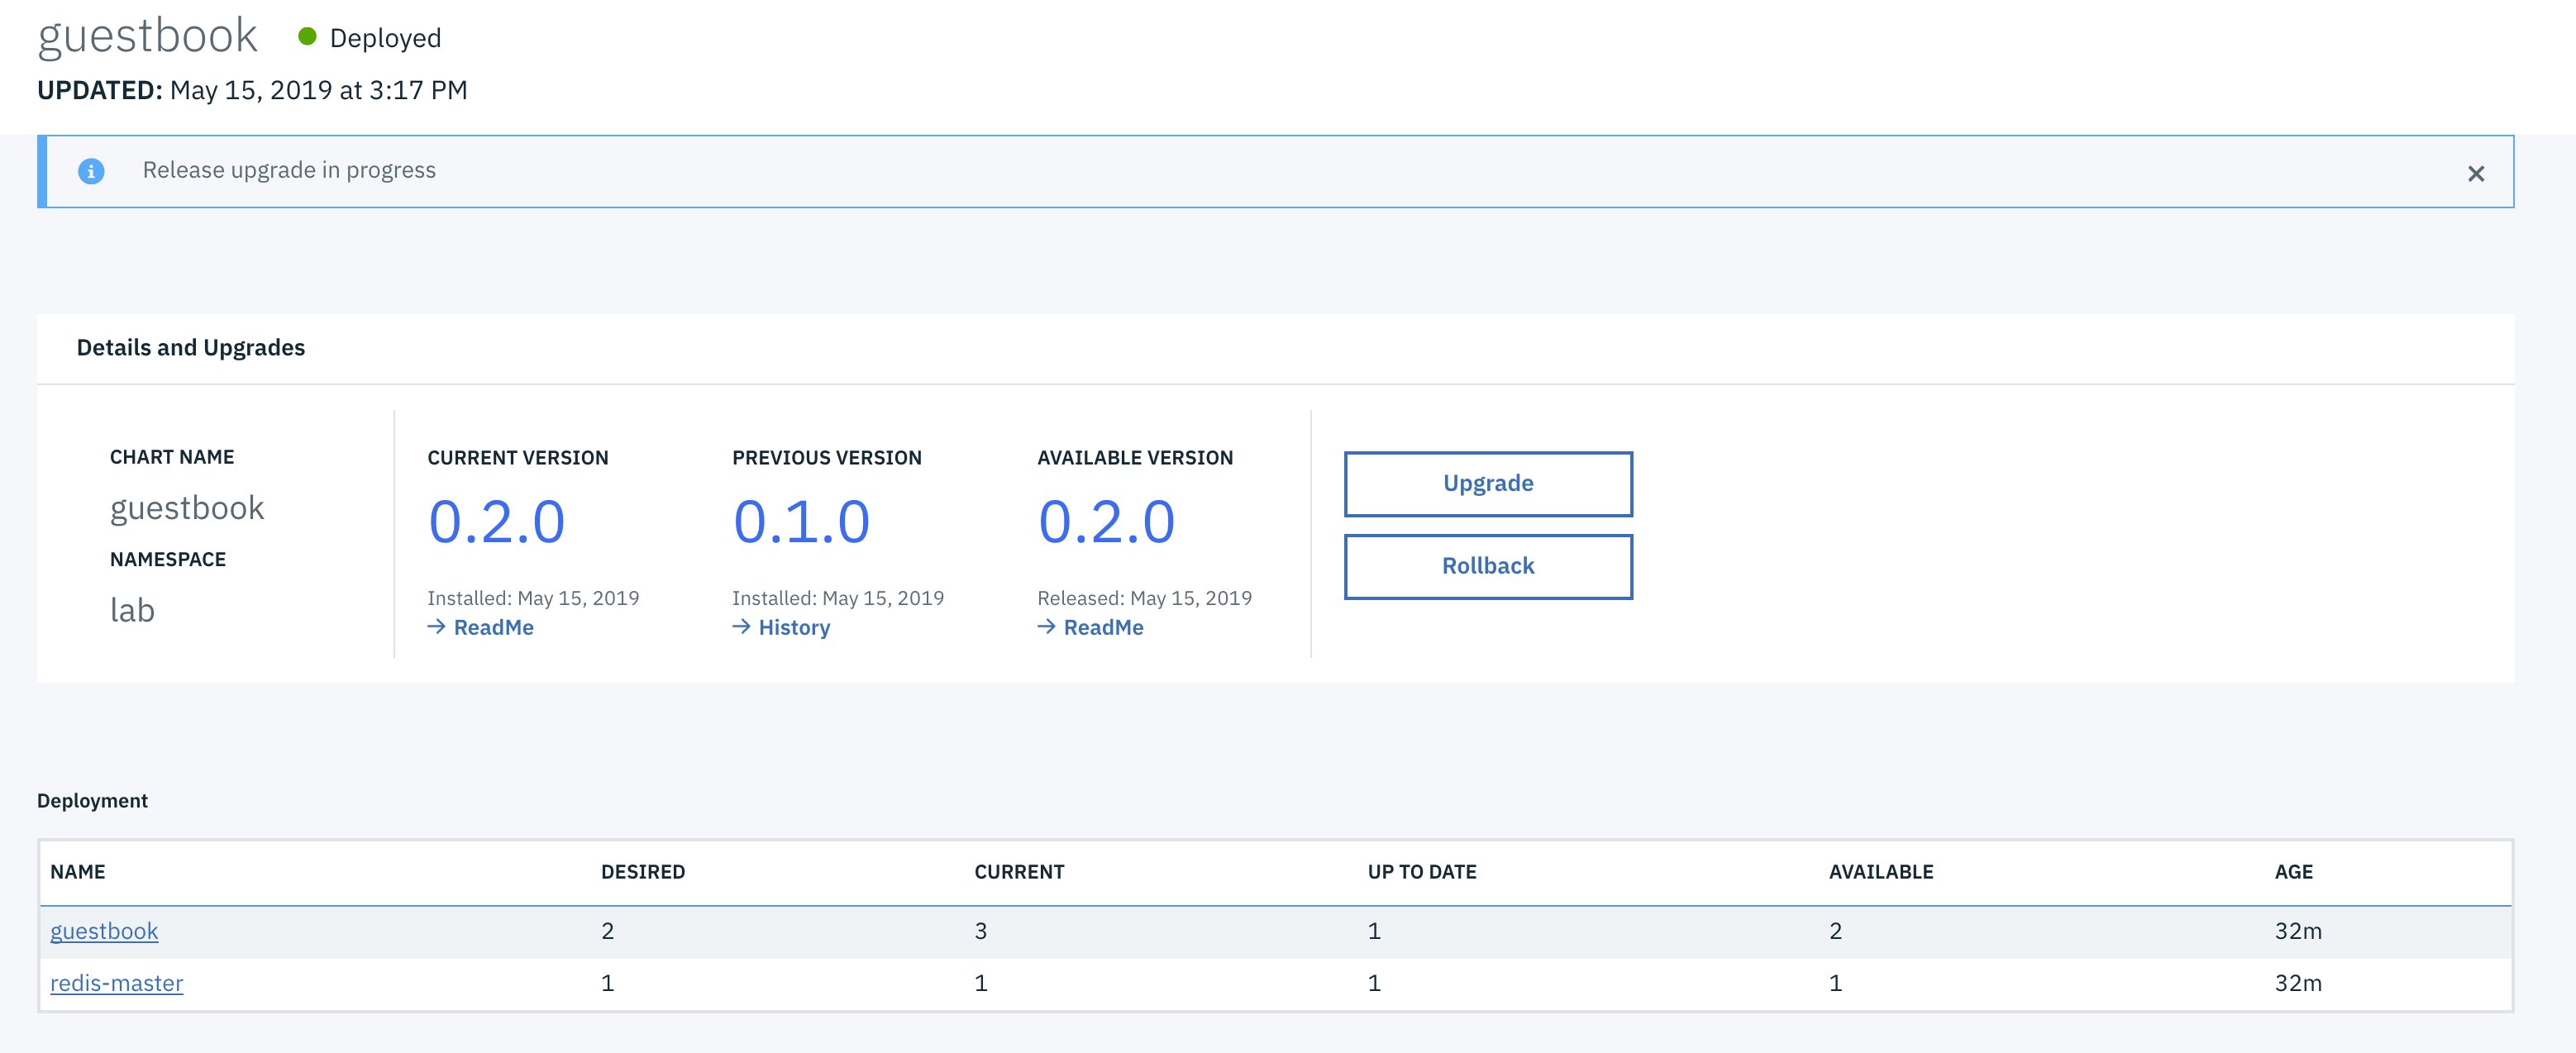 guestbook Deployed
UPDATED: May 15, 2019 at 3:17 PM
Release upgrade in progress
Details and Upgrades
CHART NAME
guestbook
NAMESPACE
lab
CURRENT VERSION
0.2.0
Installed: May 15, 2019
→ ReadMe
PREVIOUS VERSION
0.1.0
Installed: May 15, 2019
→ History
AVAILABLE VERSION
0.2.0
Released: May 15, 2019
→ ReadMe
Upgrade
Rollback
Deployment
NAME DESIRED CURRENT UP TO DATE AVAILABLE AGE
guestbook 2 3 1 2 32m
redis-master 1 1 1 1 32m